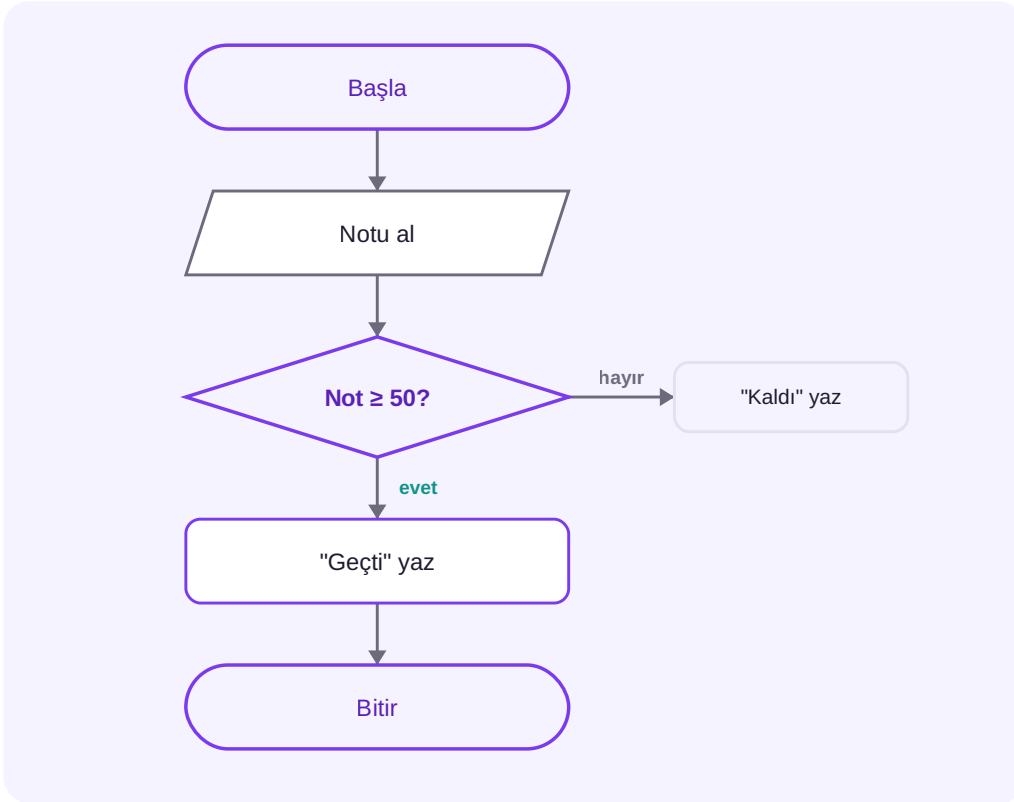 Başla
Notu al
Not ≥ 50?
hayır
"Kaldı" yaz
evet
"Geçti" yaz
Bitir